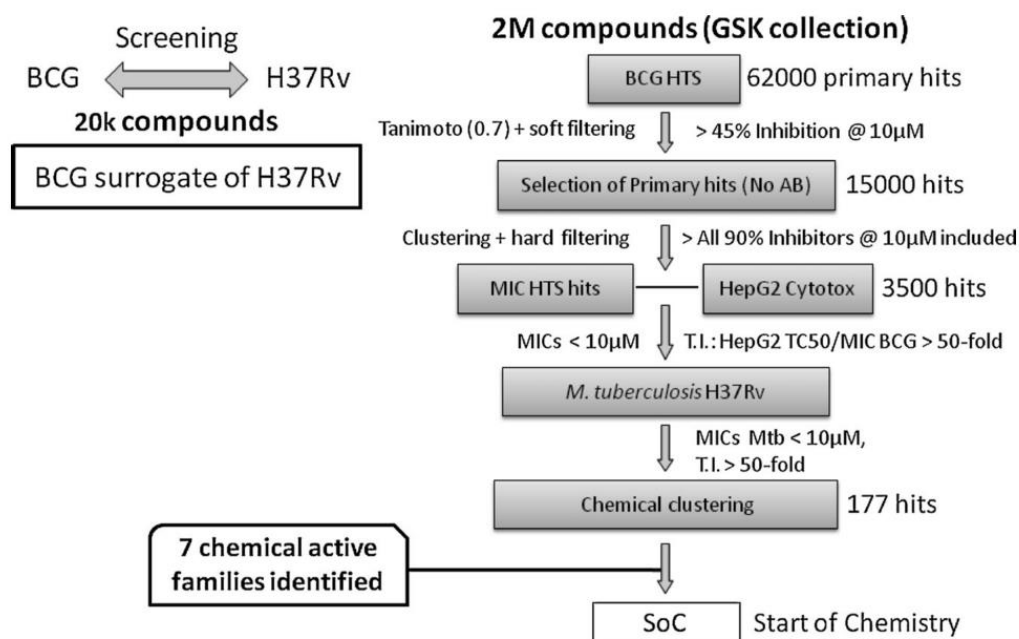 Screening
BCG H37Rv
20k compounds
BCG surrogate of H37Rv
2M compounds (GSK collection)
BCG HTS 62000 primary hits
Tanimoto (0.7) + soft filtering > 45% Inhibition @ 10μM
Selection of Primary hits (No AB) 15000 hits
Clustering + hard filtering > All 90% Inhibitors @ 10μM included
MIC HTS hits HepG2 Cytotox 3500 hits
MICs < 10μM T.I.: HepG2 TC50/MIC BCG > 50-fold
M. tuberculosis H37Rv
MICs Mtb < 10μM,
T.I. > 50-fold
Chemical clustering 177 hits
7 chemical active
families identified
SoC Start of Chemistry